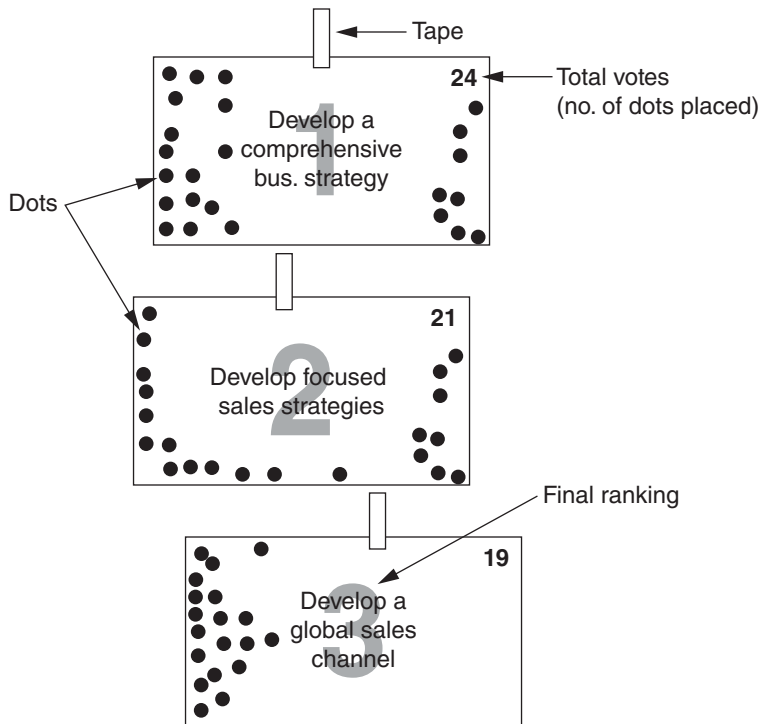 Tape
24
Total votes
(no. of dots placed)
1
Develop a
comprehensive
bus. strategy
Dots
21
2
Develop focused
sales strategies
Final ranking
19
3
Develop a
global sales
channel